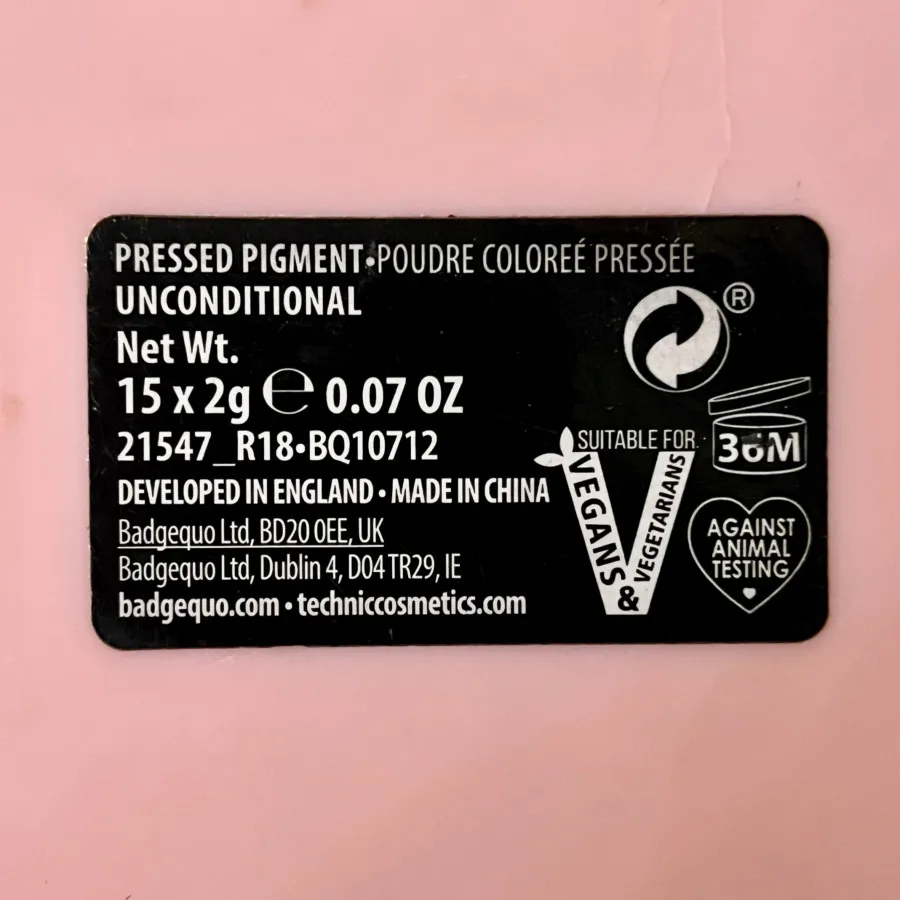 PRESSED PIGMENT•POUDRE COLOREÉ PRESSÉE
UNCONDITIONAL
Net Wt.
15 x 2g ℮ 0.07 OZ
21547_R18•BQ10712
DEVELOPED IN ENGLAND • MADE IN CHINA
Badgequo Ltd, BD20 0EE, UK
Badgequo Ltd, Dublin 4, D04 TR29, IE
badgequo.com • techniccosmetics.com
®
36M
SUITABLE FOR
VEGANS
&
VEGETARIANS
AGAINST
ANIMAL
TESTING